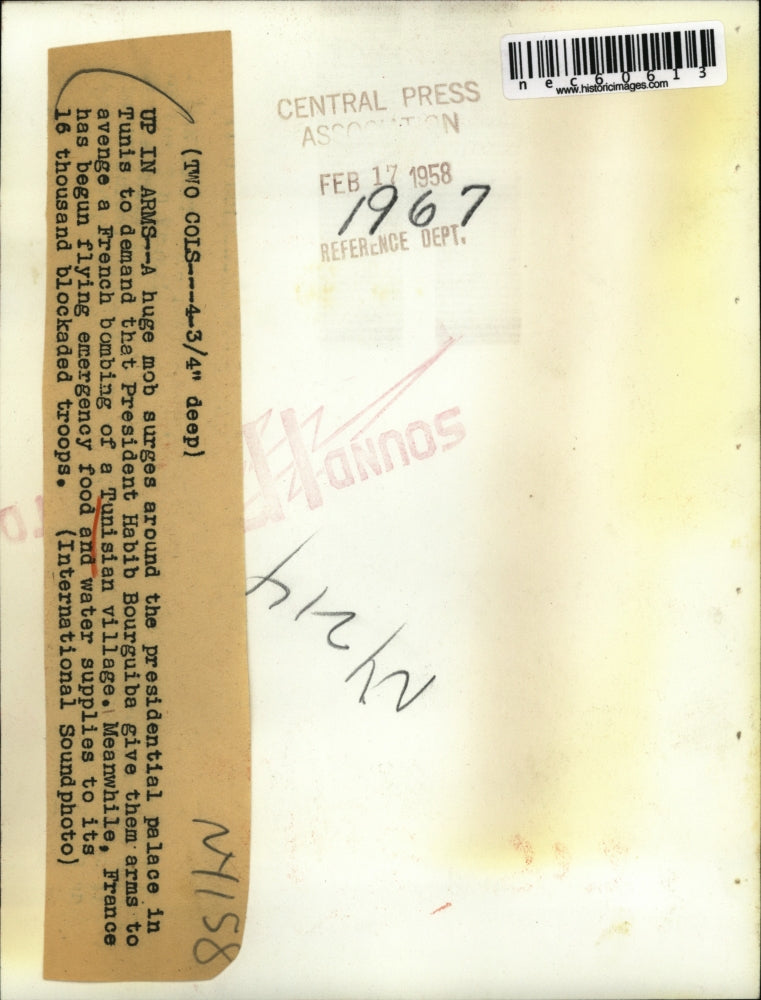 nec60613
www.historicimages.com
CENTRAL PRESS
ASSOCIATION
FEB 17 1958
1967
REFERENCE DEPT.
SOUND
(TWO COLS---4-3/4" deep)
UP IN ARMS--A huge mob surges around the presidential palace in
Tunis to demand that President Habib Bourguiba give them arms to
avenge a French bombing of a Tunisian village. Meanwhile, France
has begun flying emergency food and water supplies to its
16 thousand blockaded troops. (International Soundphoto)